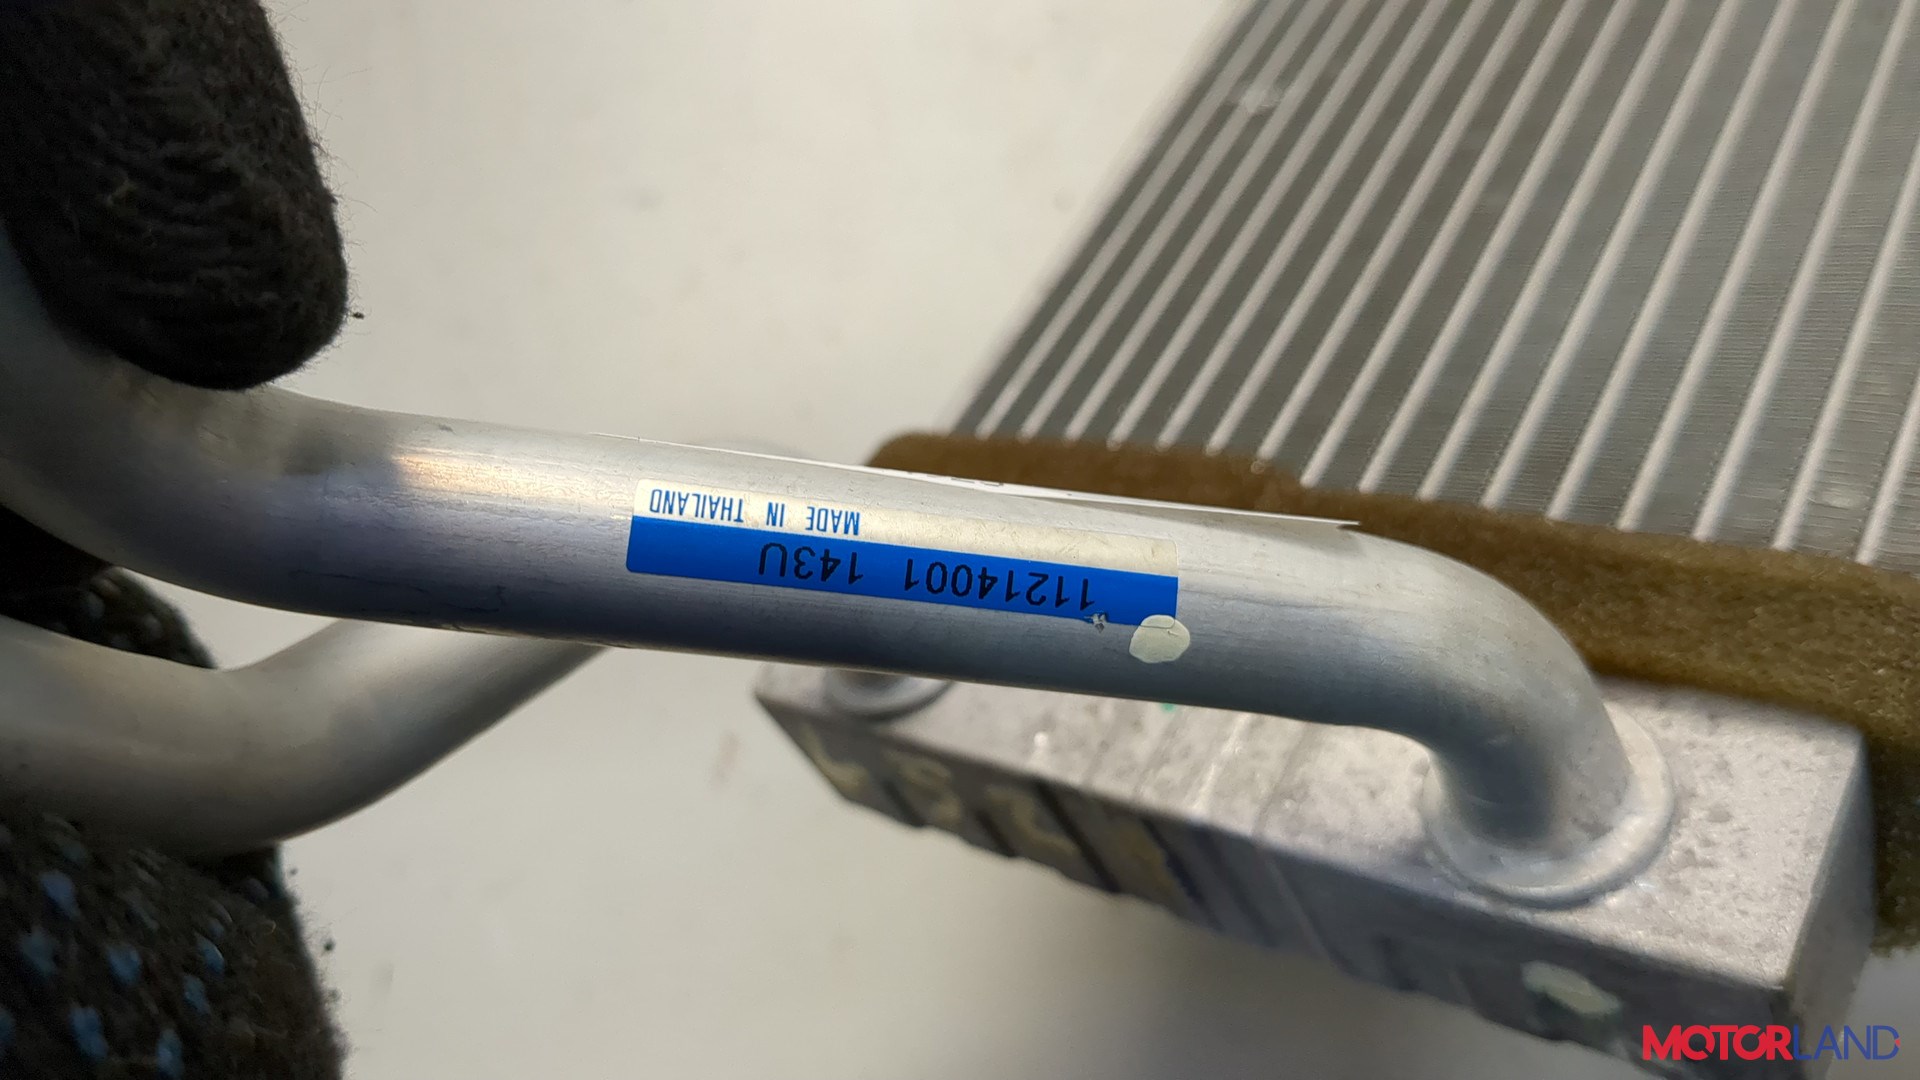 11214001 143U
MADE IN THAILAND
MOTORLAND